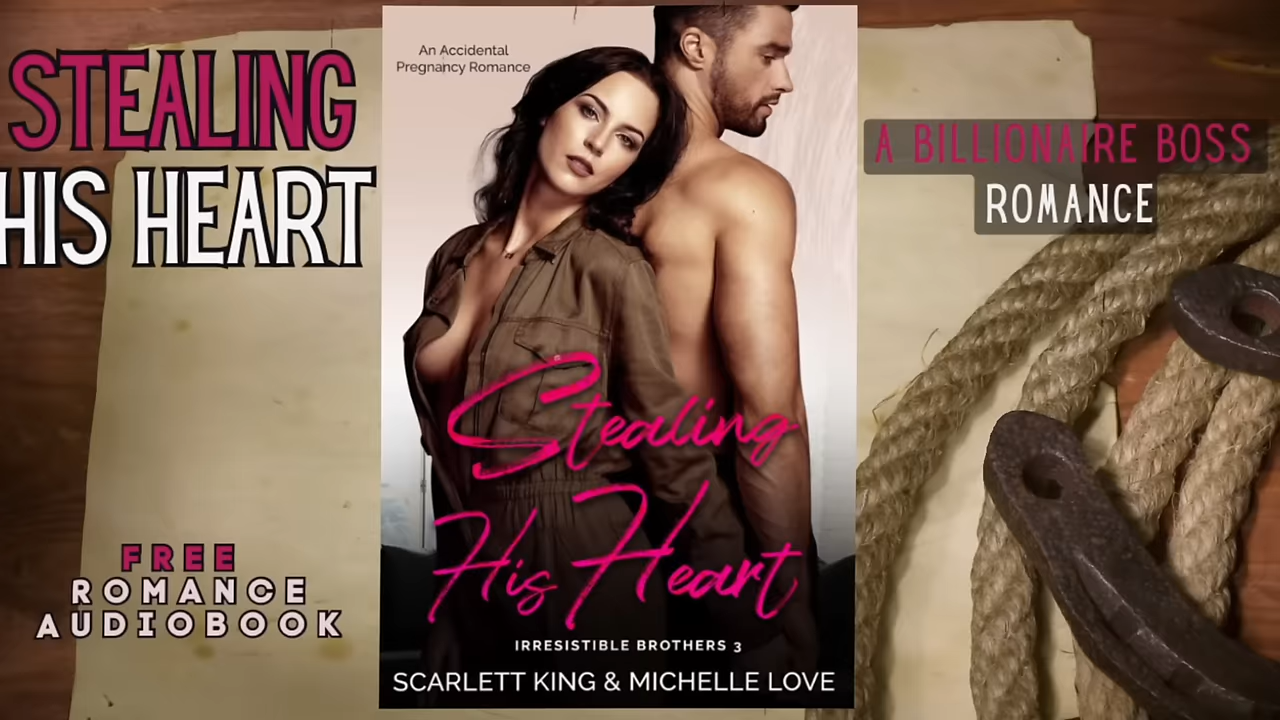 STEALING
HIS HEART
FREE
ROMANCE
AUDIOBOOK
An Accidental
Pregnancy Romance
Stealing
His Heart
IRRESISTIBLE BROTHERS 3
SCARLETT KING & MICHELLE LOVE
A BILLIONAIRE BOSS
ROMANCE